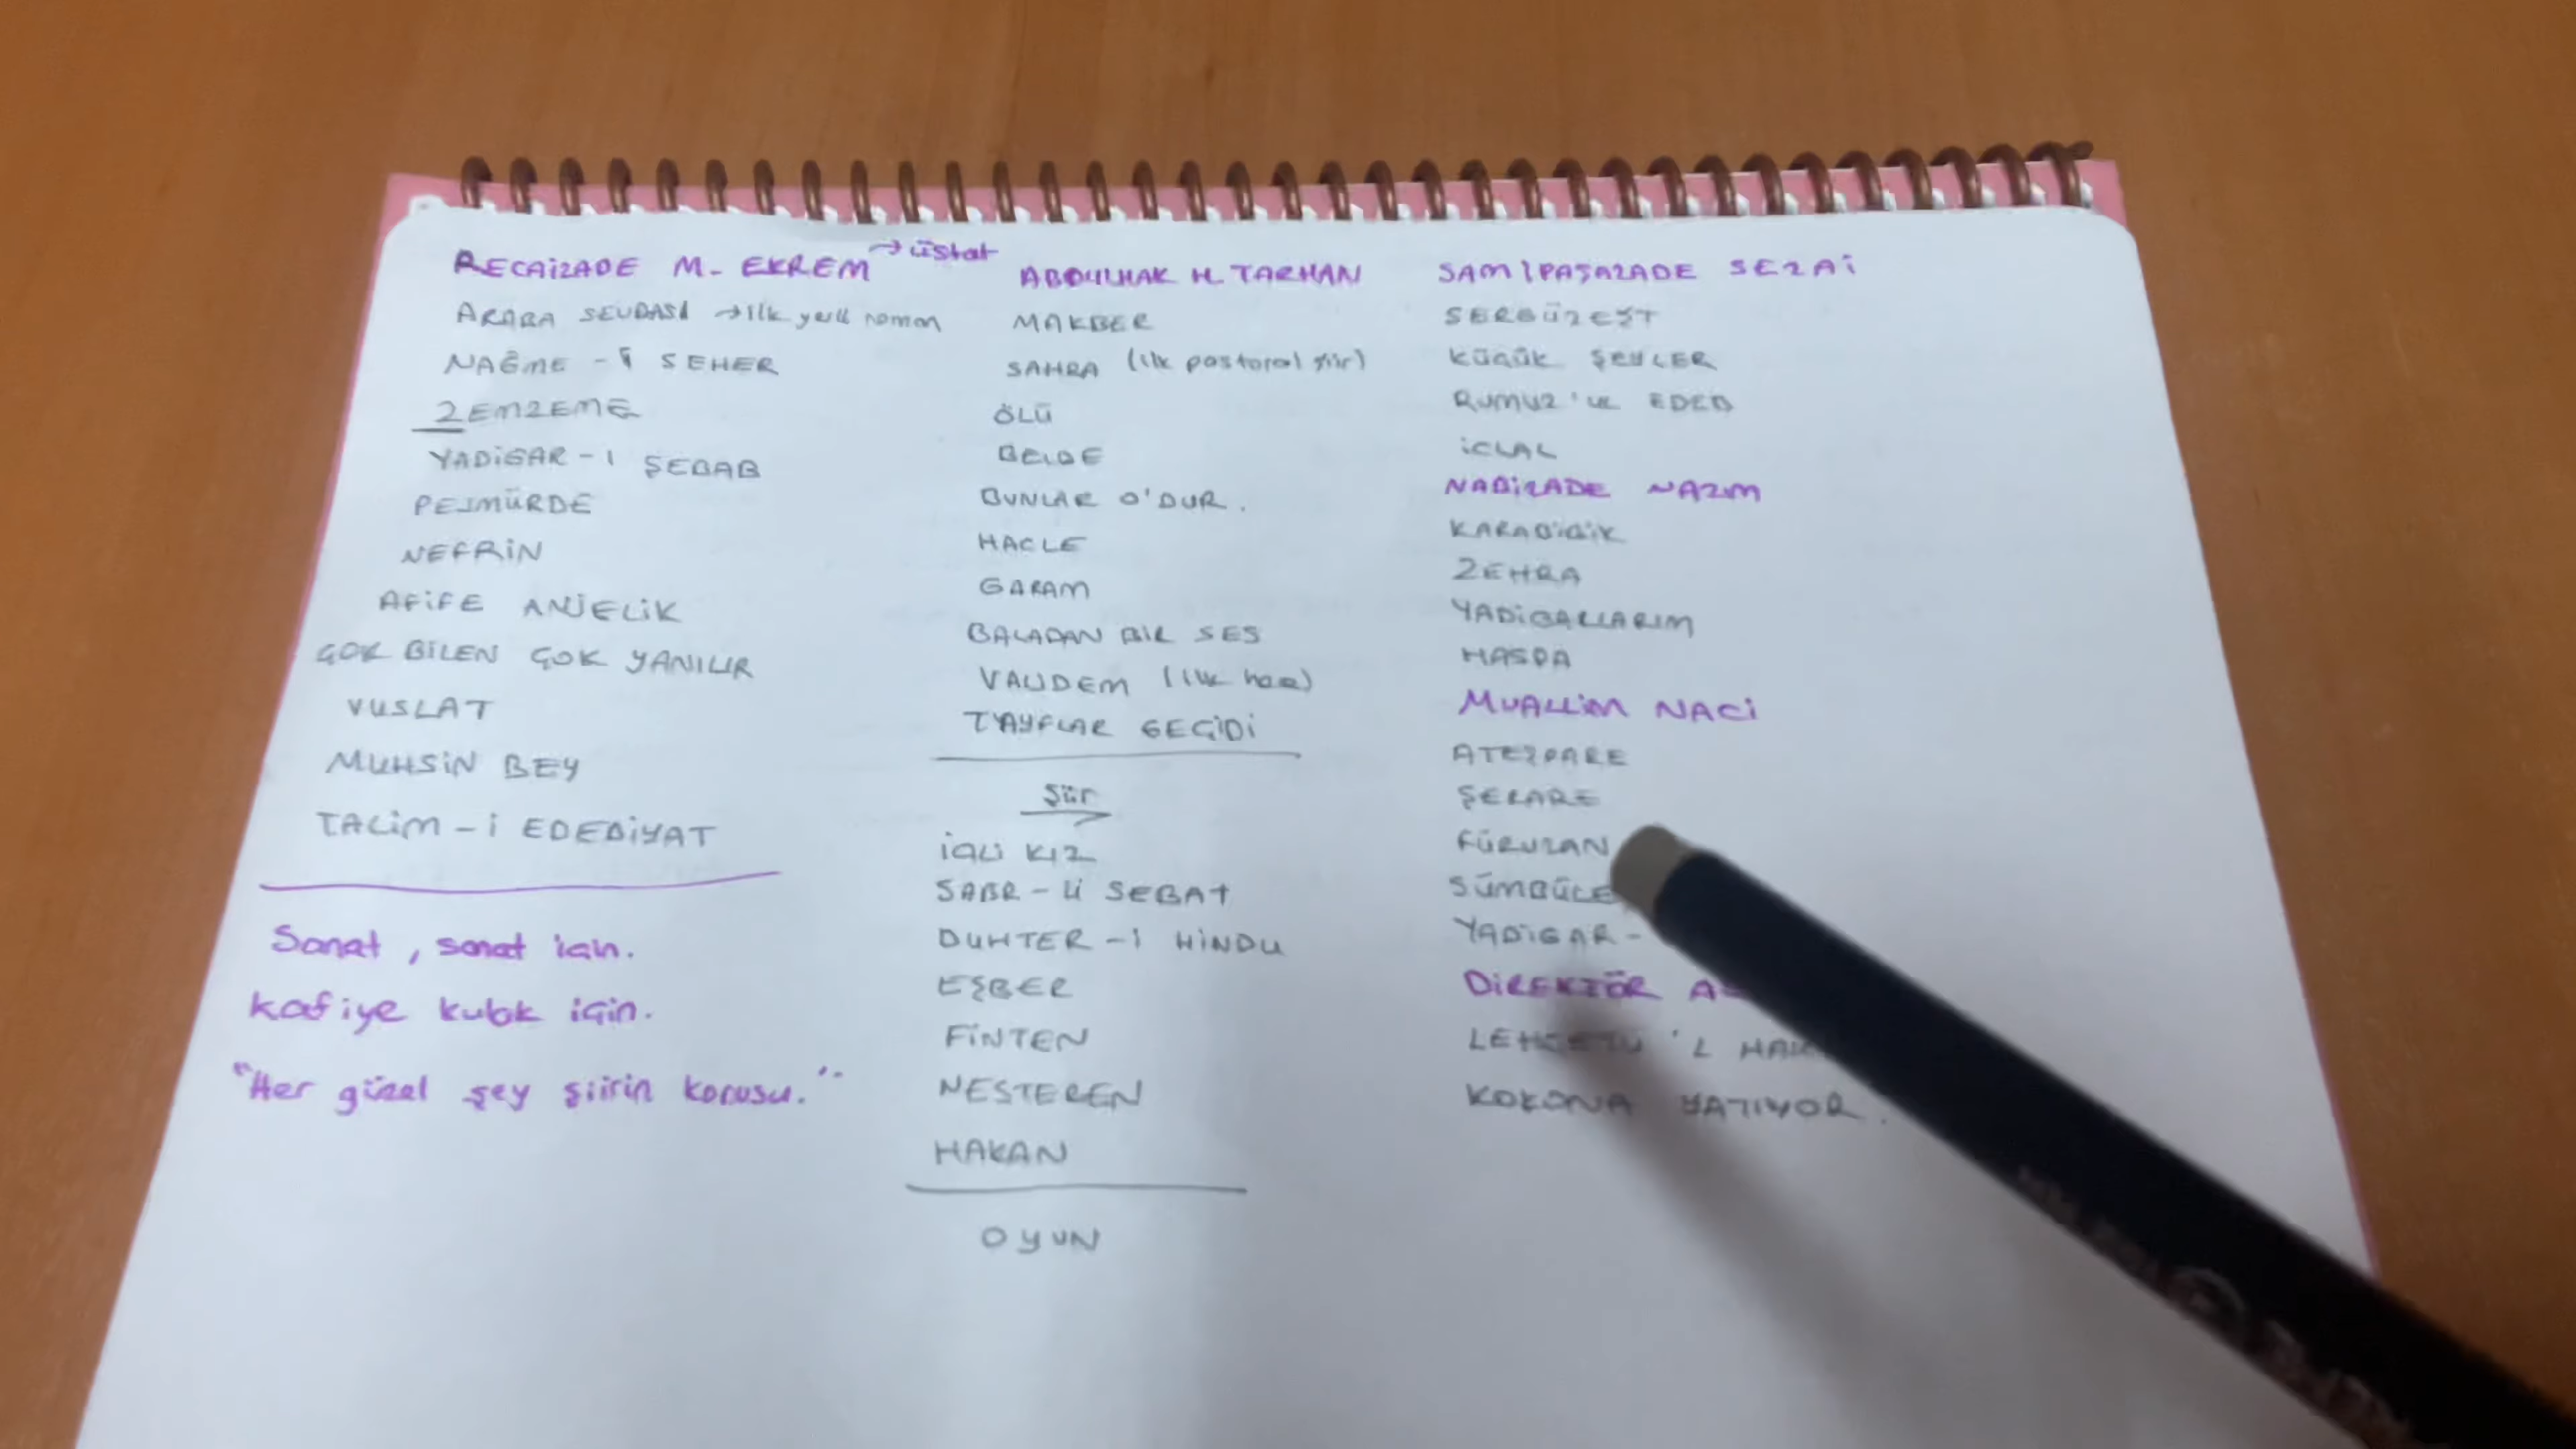 RECAİZADE M. EKREM → üstat
ARABA SEVDASI → ilk yerli roman
NAĞME - İ SEHER
ZEMZEME
YADİGAR - I ŞEBAB
PEJMÜRDE
NEFRİN
AFİFE ANJELİK
ÇOK BİLEN ÇOK YANILIR
VUSLAT
MUHSİN BEY
TALİM - İ EDEBİYAT
Sanat, sanat için.
Kafiye kulak için.
"Her güzel şey şiirin konusu."
ABDULHAK H. TARHAN
MAKBER
SAHRA (ilk pastoral şiir)
ÖLÜ
BELDE
BUNLAR O'DUR.
HACLE
GARAM
BALADAN BİR SES
VALİDEM (ilk
TAYFLAR GEÇİDİ
Şiir
İÇLİ KIZ
SABR - U SEBAT
DUHTER - İ HİNDU
EŞBER
FİNTEN
NESTEREN
HAKAN
OYUN
SAMİPAŞAZADE SEZAİ
SERGÜZEŞT
KÜÇÜK ŞEYLER
RUMUZ'UL EDEB
İCLAL
NABİZADE NAZIM
KARABİBİK
ZEHRA
YADİGARLARIM
HASBA
MUALLİM NACİ
ATEŞPARE
ŞERARE
FÜRUZAN
SÜMBÜLE
YADİGAR -
DİREKTÖR
LEHCETÜ'L
KOKONA YATIYOR.